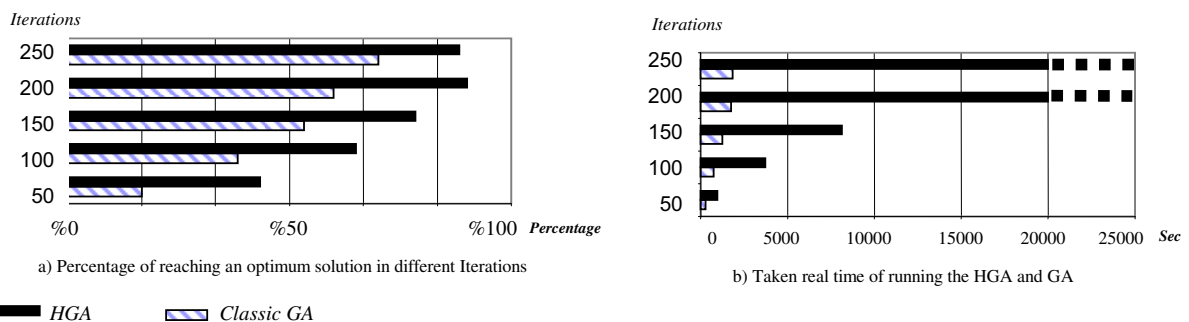 Iterations
250
200
150
100
50
%0 %50 %100 Percentage
a) Percentage of reaching an optimum solution in different Iterations
HGA Classic GA
Iterations
250
200
150
100
50
0 5000 10000 15000 20000 25000 Sec
b) Taken real time of running the HGA and GA